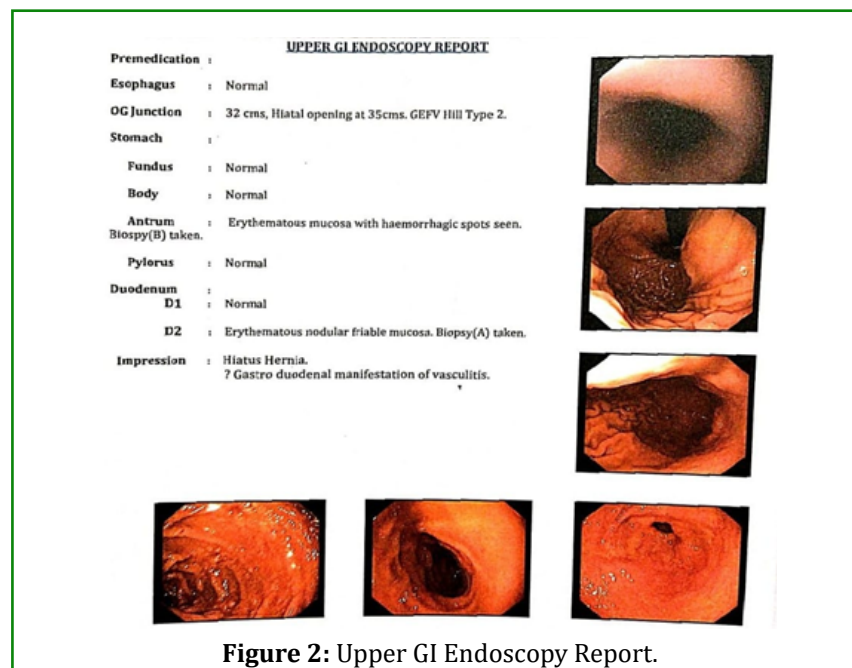 UPPER GI ENDOSCOPY REPORT
Premedication :
Esophagus : Normal
OG Junction : 32 cms, Hiatal opening at 35cms. GEFV Hill Type 2.
Stomach :
Fundus : Normal
Body : Normal
Antrum : Erythematous mucosa with haemorrhagic spots seen.
Biospy(B) taken.
Pylorus : Normal
Duodenum :
D1 : Normal
D2 : Erythematous nodular friable mucosa. Biopsy(A) taken.
Impression : Hiatus Hernia.
? Gastro duodenal manifestation of vasculitis.
Figure 2: Upper GI Endoscopy Report.